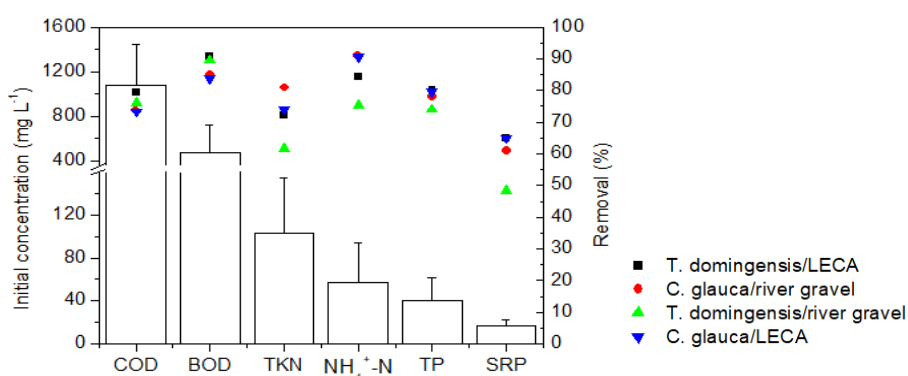 Initial concentration (mg L⁻¹)
1600
1200
800
400
120
80
40
0
100
90
80
70
60
50
40
30
20
10
0
Removal (%)
COD BOD TKN NH₄⁺-N TP SRP
T. domingensis/LECA
C. glauca/river gravel
T. domingensis/river gravel
C. glauca/LECA